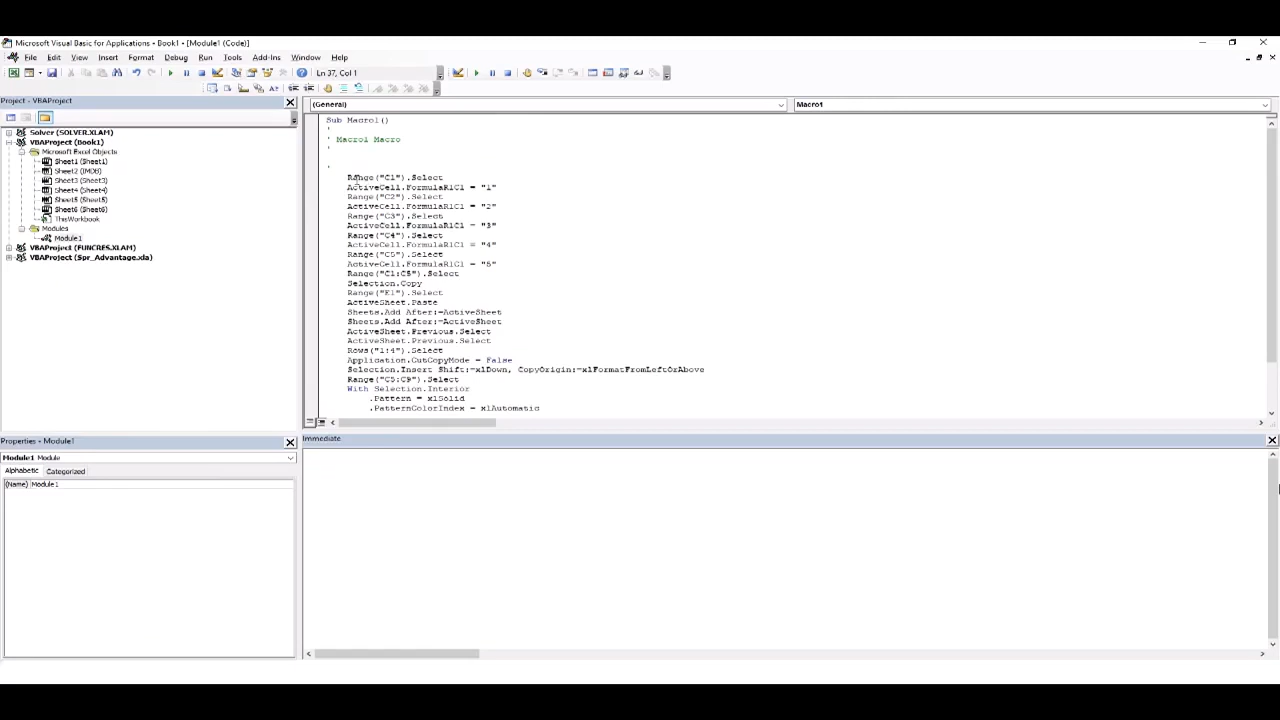 Microsoft Visual Basic for Applications - Book1 - [Module1 (Code)]
File Edit View Insert Format Debug Run Tools Add-Ins Window Help
Ln 37, Col 1
Project - VBAProject
(General) Macro1
Solver (SOLVER.XLAM)
VBAProject (Book1)
Microsoft Excel Objects
Sheet1 (Sheet1)
Sheet2 (IMDB)
Sheet3 (Sheet3)
Sheet4 (Sheet4)
Sheet5 (Sheet5)
Sheet6 (Sheet6)
ThisWorkbook
Modules
Module1
VBAProject (FUNCRES.XLAM)
VBAProject (Spr_Advantage.xla)
Sub Macro1()
'
' Macro1 Macro
'
'
Range("C1").Select
ActiveCell.FormulaR1C1 = "1"
Range("C2").Select
ActiveCell.FormulaR1C1 = "2"
Range("C3").Select
ActiveCell.FormulaR1C1 = "3"
Range("C4").Select
ActiveCell.FormulaR1C1 = "4"
Range("C5").Select
ActiveCell.FormulaR1C1 = "5"
Range("C1:C5").Select
Selection.Copy
Range("E1").Select
ActiveSheet.Paste
Sheets.Add After:=ActiveSheet
Sheets.Add After:=ActiveSheet
ActiveSheet.Previous.Select
ActiveSheet.Previous.Select
Rows("1:4").Select
Application.CutCopyMode = False
Selection.Insert Shift:=xlDown, CopyOrigin:=xlFormatFromLeftOrAbove
Range("C5:C9").Select
With Selection.Interior
.Pattern = xlSolid
.PatternColorIndex = xlAutomatic
Properties - Module1
Module1 Module
Alphabetic Categorized
(Name) Module1
Immediate